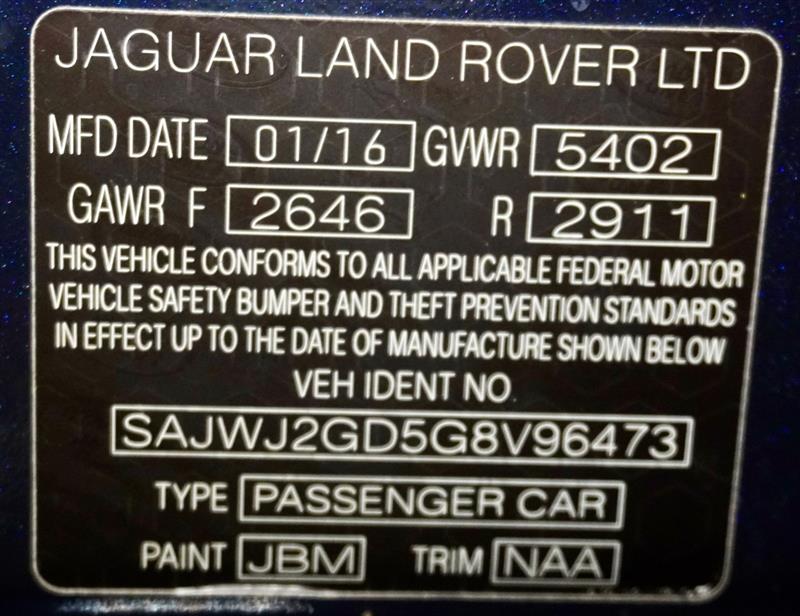 JAGUAR LAND ROVER LTD
MFD DATE 01/16 GVWR 5402
GAWR F 2646 R 2911
THIS VEHICLE CONFORMS TO ALL APPLICABLE FEDERAL MOTOR
VEHICLE SAFETY BUMPER AND THEFT PREVENTION STANDARDS
IN EFFECT UP TO THE DATE OF MANUFACTURE SHOWN BELOW
VEH IDENT NO.
SAJWJ2GD5G8V96473
TYPE PASSENGER CAR
PAINT JBM TRIM NAA